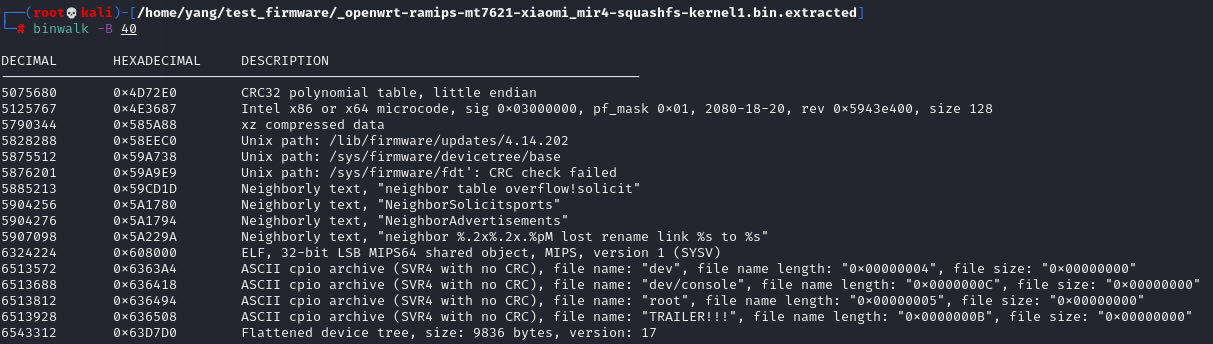 ┌──(root💀kali)-[/home/yang/test_firmware/_openwrt-ramips-mt7621-xiaomi_mir4-squashfs-kernel1.bin.extracted]
└─# binwalk -B 40
DECIMAL       HEXADECIMAL     DESCRIPTION
--------------------------------------------------------------------------------
5075680       0×4D72E0        CRC32 polynomial table, little endian
5125767       0×4E3687        Intel x86 or x64 microcode, sig 0×03000000, pf_mask 0×01, 2080-18-20, rev 0×5943e400, size 128
5790344       0×585A88        xz compressed data
5828288       0×58EEC0        Unix path: /lib/firmware/updates/4.14.202
5875512       0×59A738        Unix path: /sys/firmware/devicetree/base
5876201       0×59A9E9        Unix path: /sys/firmware/fdt': CRC check failed
5885213       0×59CD1D        Neighborly text, "neighbor table overflow!solicit"
5904256       0×5A1780        Neighborly text, "NeighborSolicitsports"
5904276       0×5A1794        Neighborly text, "NeighborAdvertisements"
5907098       0×5A229A        Neighborly text, "neighbor %.2x%.2x.%pM lost rename link %s to %s"
6324224       0×608000        ELF, 32-bit LSB MIPS64 shared object, MIPS, version 1 (SYSV)
6513572       0×6363A4        ASCII cpio archive (SVR4 with no CRC), file name: "dev", file name length: "0×00000004", file size: "0×00000000"
6513688       0×636418        ASCII cpio archive (SVR4 with no CRC), file name: "dev/console", file name length: "0×0000000C", file size: "0×00000000"
6513812       0×636494        ASCII cpio archive (SVR4 with no CRC), file name: "root", file name length: "0×00000005", file size: "0×00000000"
6513928       0×636508        ASCII cpio archive (SVR4 with no CRC), file name: "TRAILER!!!", file name length: "0×0000000B", file size: "0×00000000"
6543312       0×63D7D0        Flattened device tree, size: 9836 bytes, version: 17